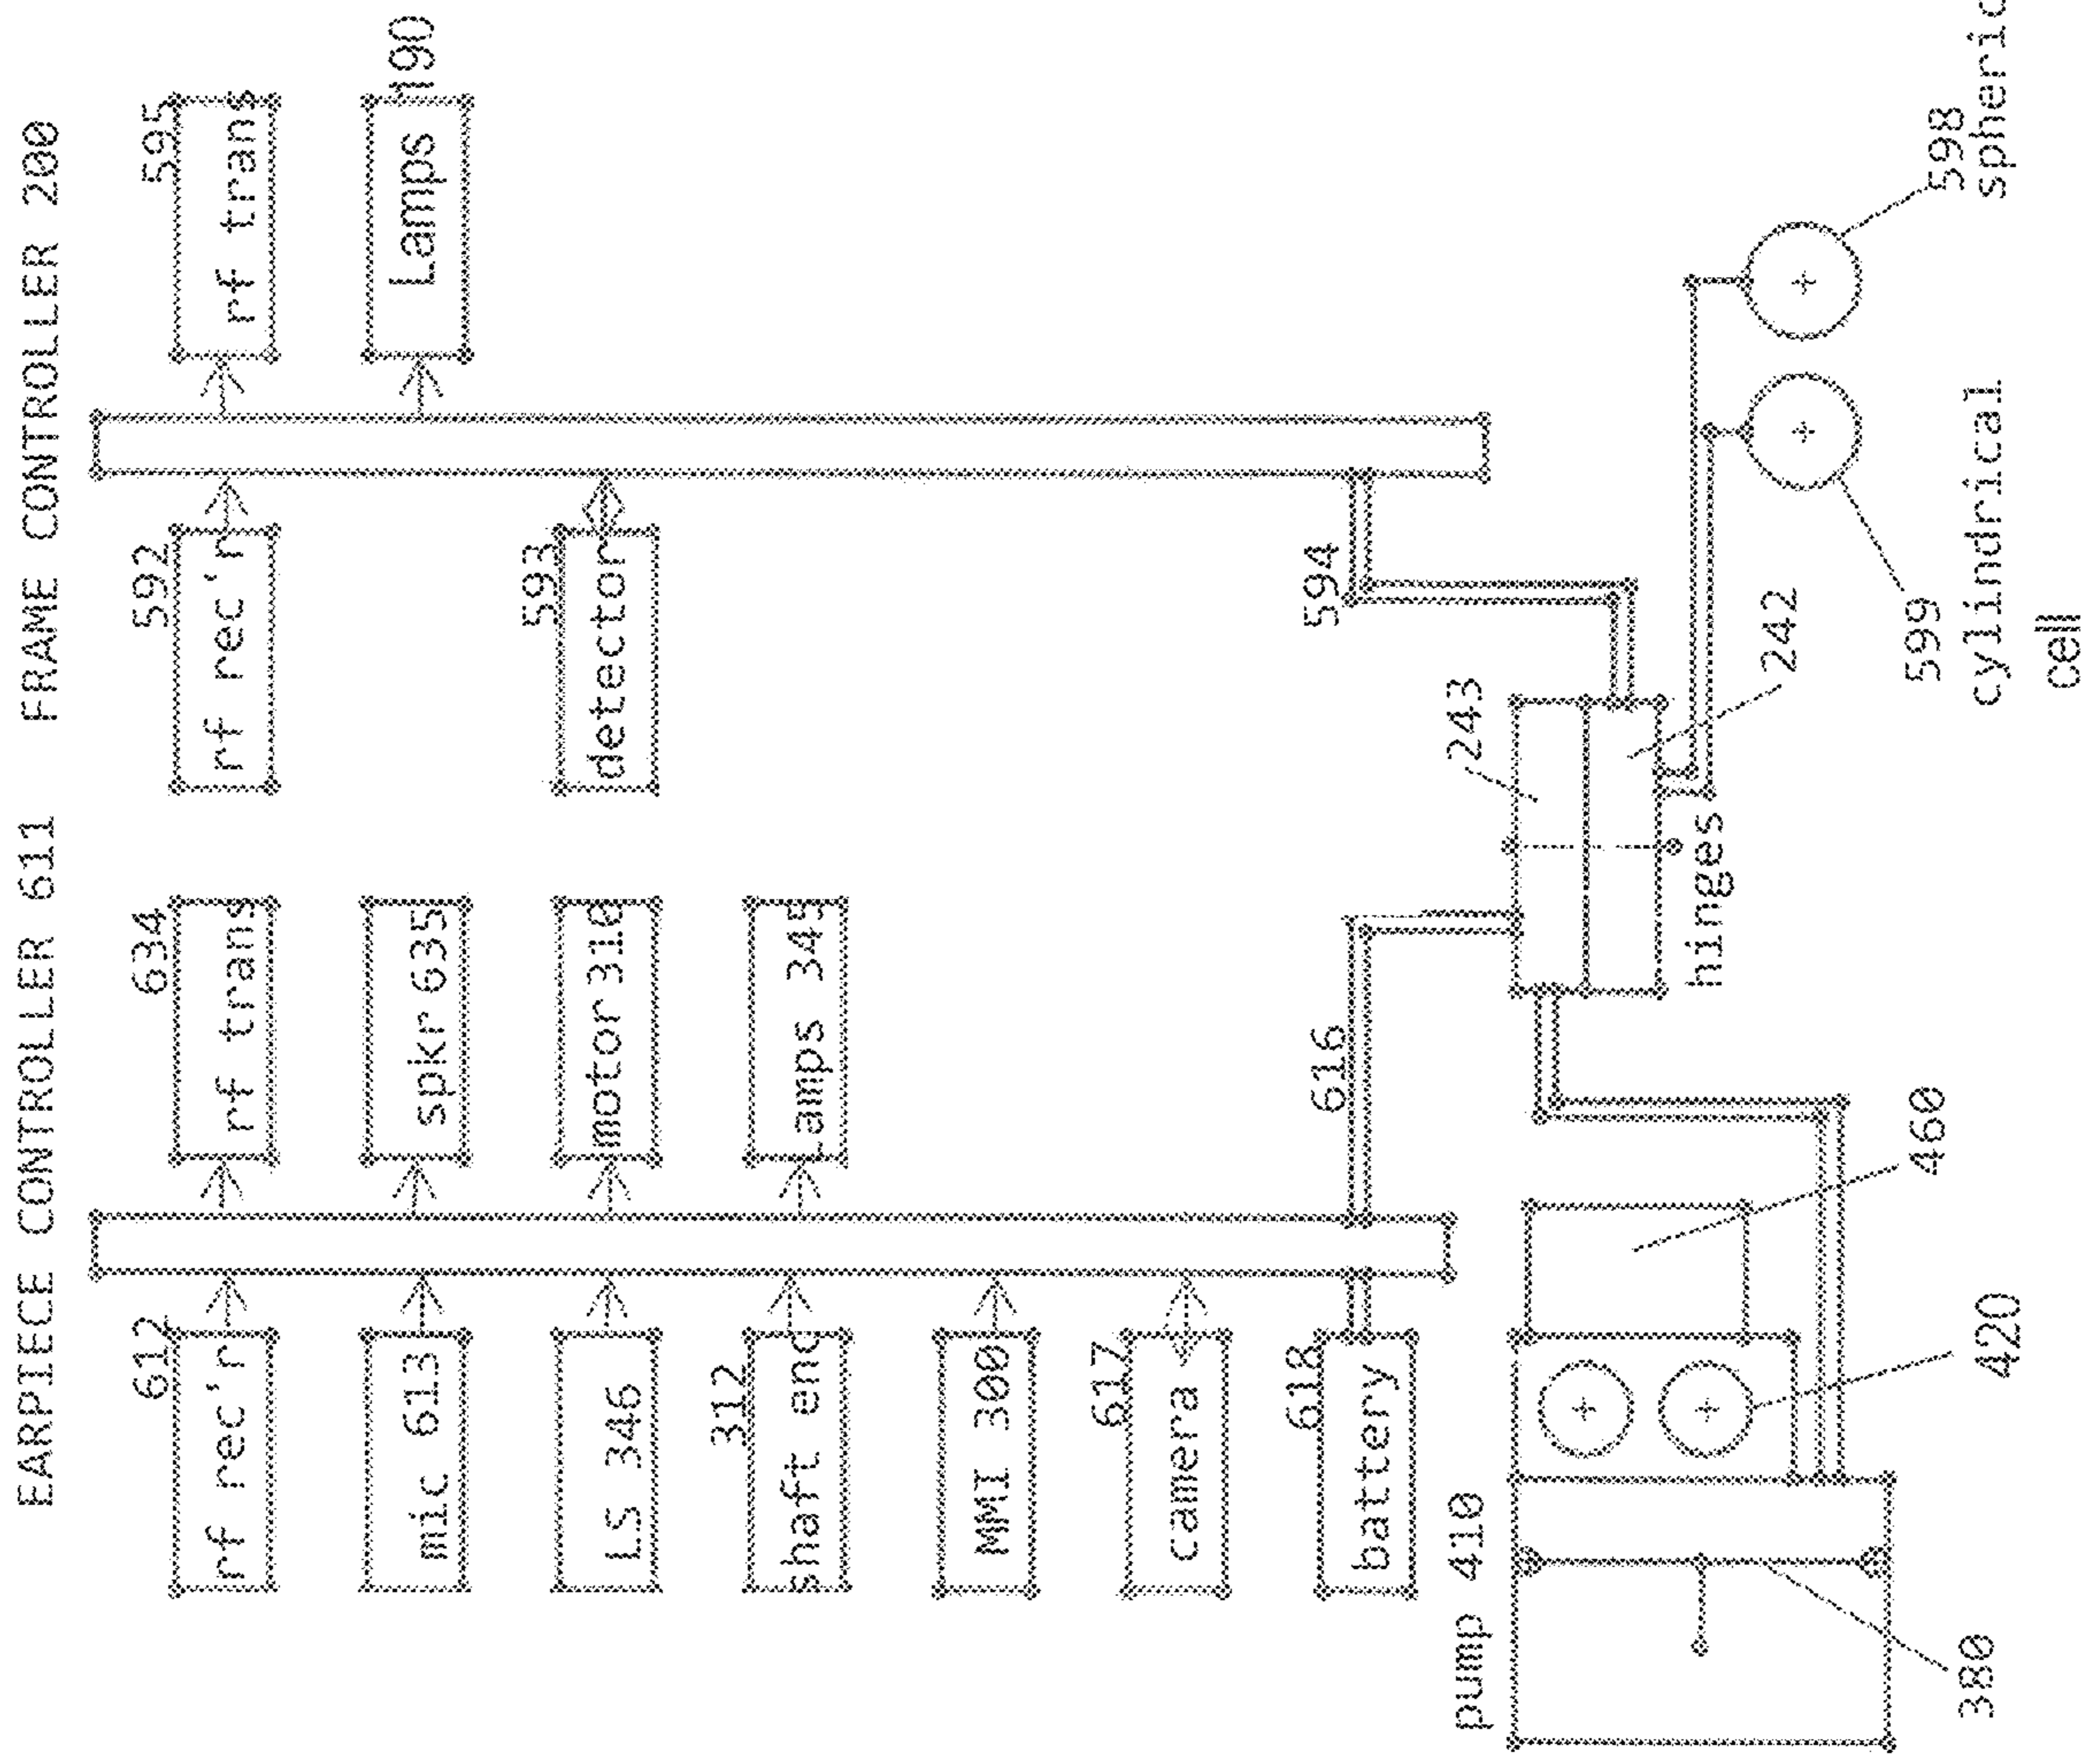 EARPIECE CONTROLLER 611
FRAME CONTROLLER 200
612
rf rec'r
634
rf trans
592
rf rec'r
595
rf trans
mic 613
spkr 635
Lamps 190
LS 346
motor 310
593
detector
312
shaft enc
Lamps 345
MMI 300
617
camera
618
battery
616
594
pump 410
243
hinges
242
460
420
380
599
cylindrical
cell
598
spheric